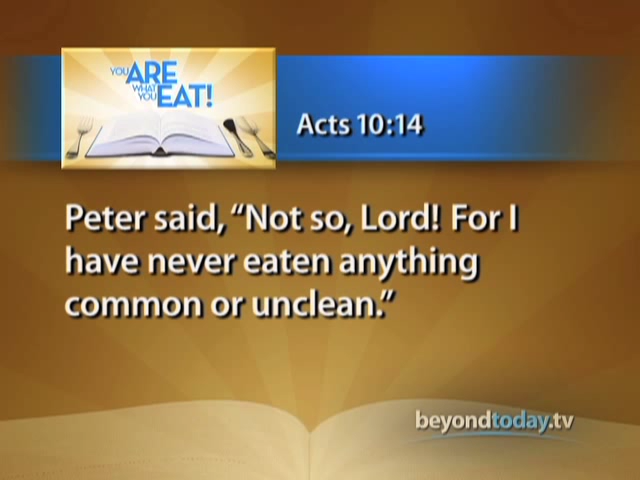 YOU ARE
WHAT
YOU EAT!
Acts 10:14
Peter said, “Not so, Lord! For I
have never eaten anything
common or unclean.”
beyondtoday.tv